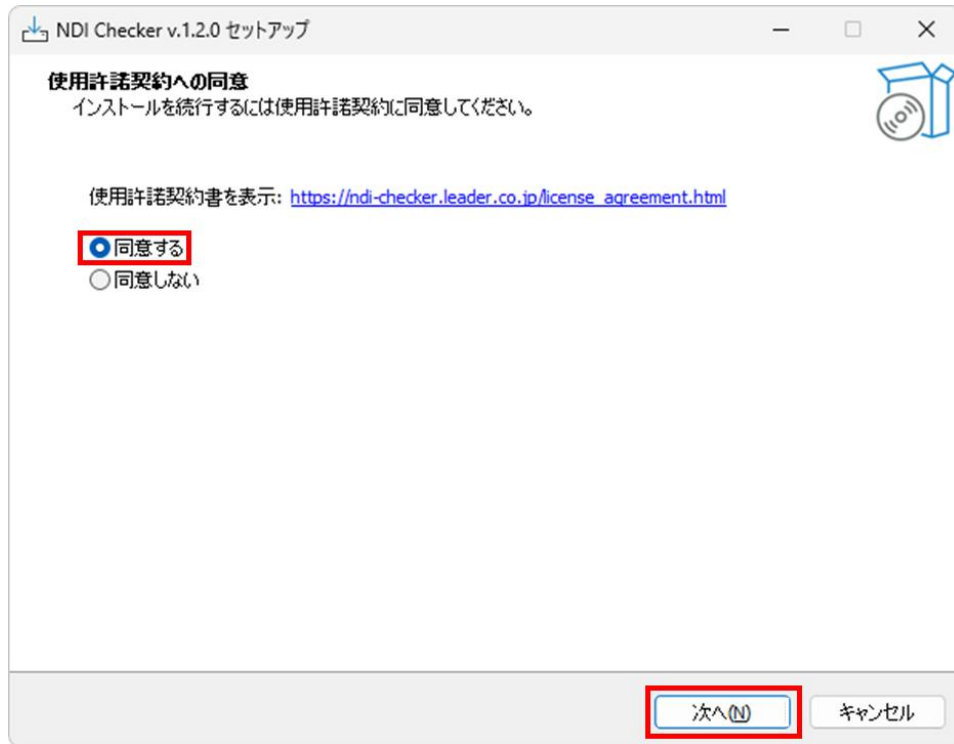 NDI Checker v.1.2.0 セットアップ
使用許諾契約への同意
インストールを続行するには使用許諾契約に同意してください。
使用許諾契約書を表示: https://ndi-checker.leader.co.jp/license_agreement.html
同意する
同意しない
次へ(N)
キャンセル